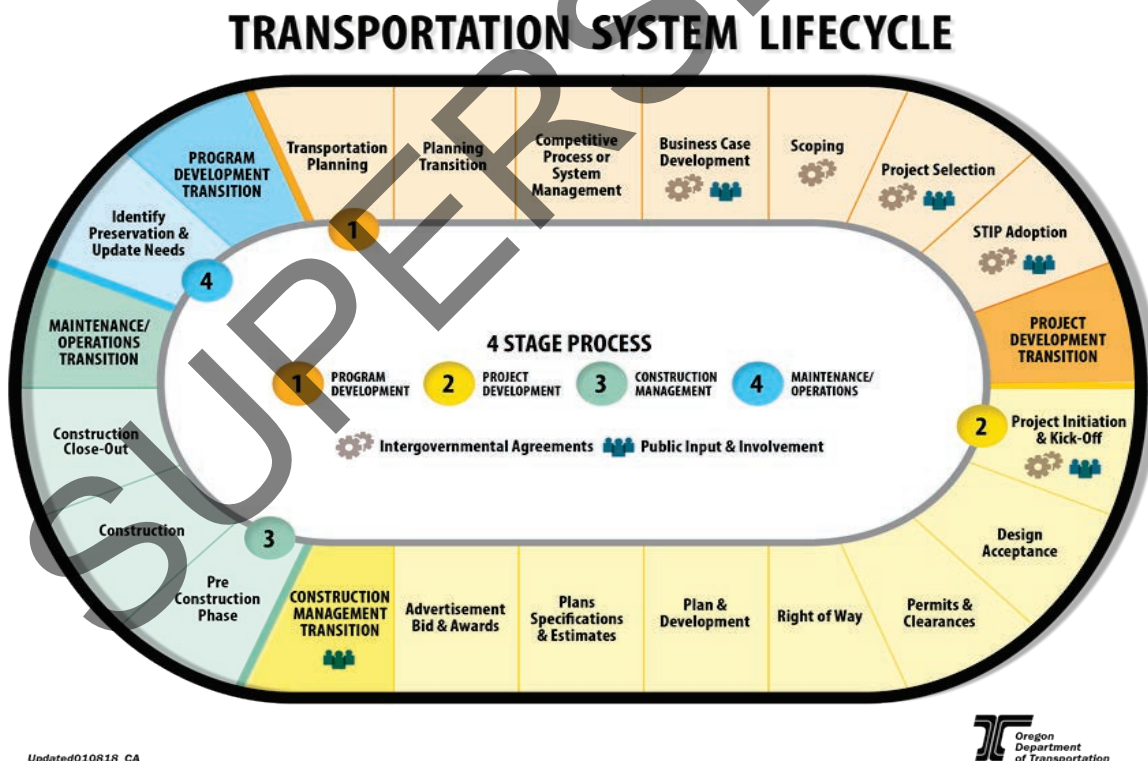 TRANSPORTATION SYSTEM LIFECYCLE
SUPERS
Transportation
Planning
Planning
Transition
Competitive
Process or
System
Management
Business Case
Development
Scoping
Project Selection
STIP Adoption
PROJECT
DEVELOPMENT
TRANSITION
Project Initiation
& Kick-Off
Design
Acceptance
Permits &
Clearances
Right of Way
Plan &
Development
Plans
Specifications
& Estimates
Advertisement
Bid & Awards
CONSTRUCTION
MANAGEMENT
TRANSITION
Pre
Construction
Phase
Construction
Construction
Close-Out
MAINTENANCE/
OPERATIONS
TRANSITION
Identify
Preservation &
Update Needs
PROGRAM
DEVELOPMENT
TRANSITION
1
2
3
4
4 STAGE PROCESS
1 PROGRAM
DEVELOPMENT
2 PROJECT
DEVELOPMENT
3 CONSTRUCTION
MANAGEMENT
4 MAINTENANCE/
OPERATIONS
Intergovernmental Agreements
Public Input & Involvement
Updated010818_CA
Oregon
Department
of Transportation